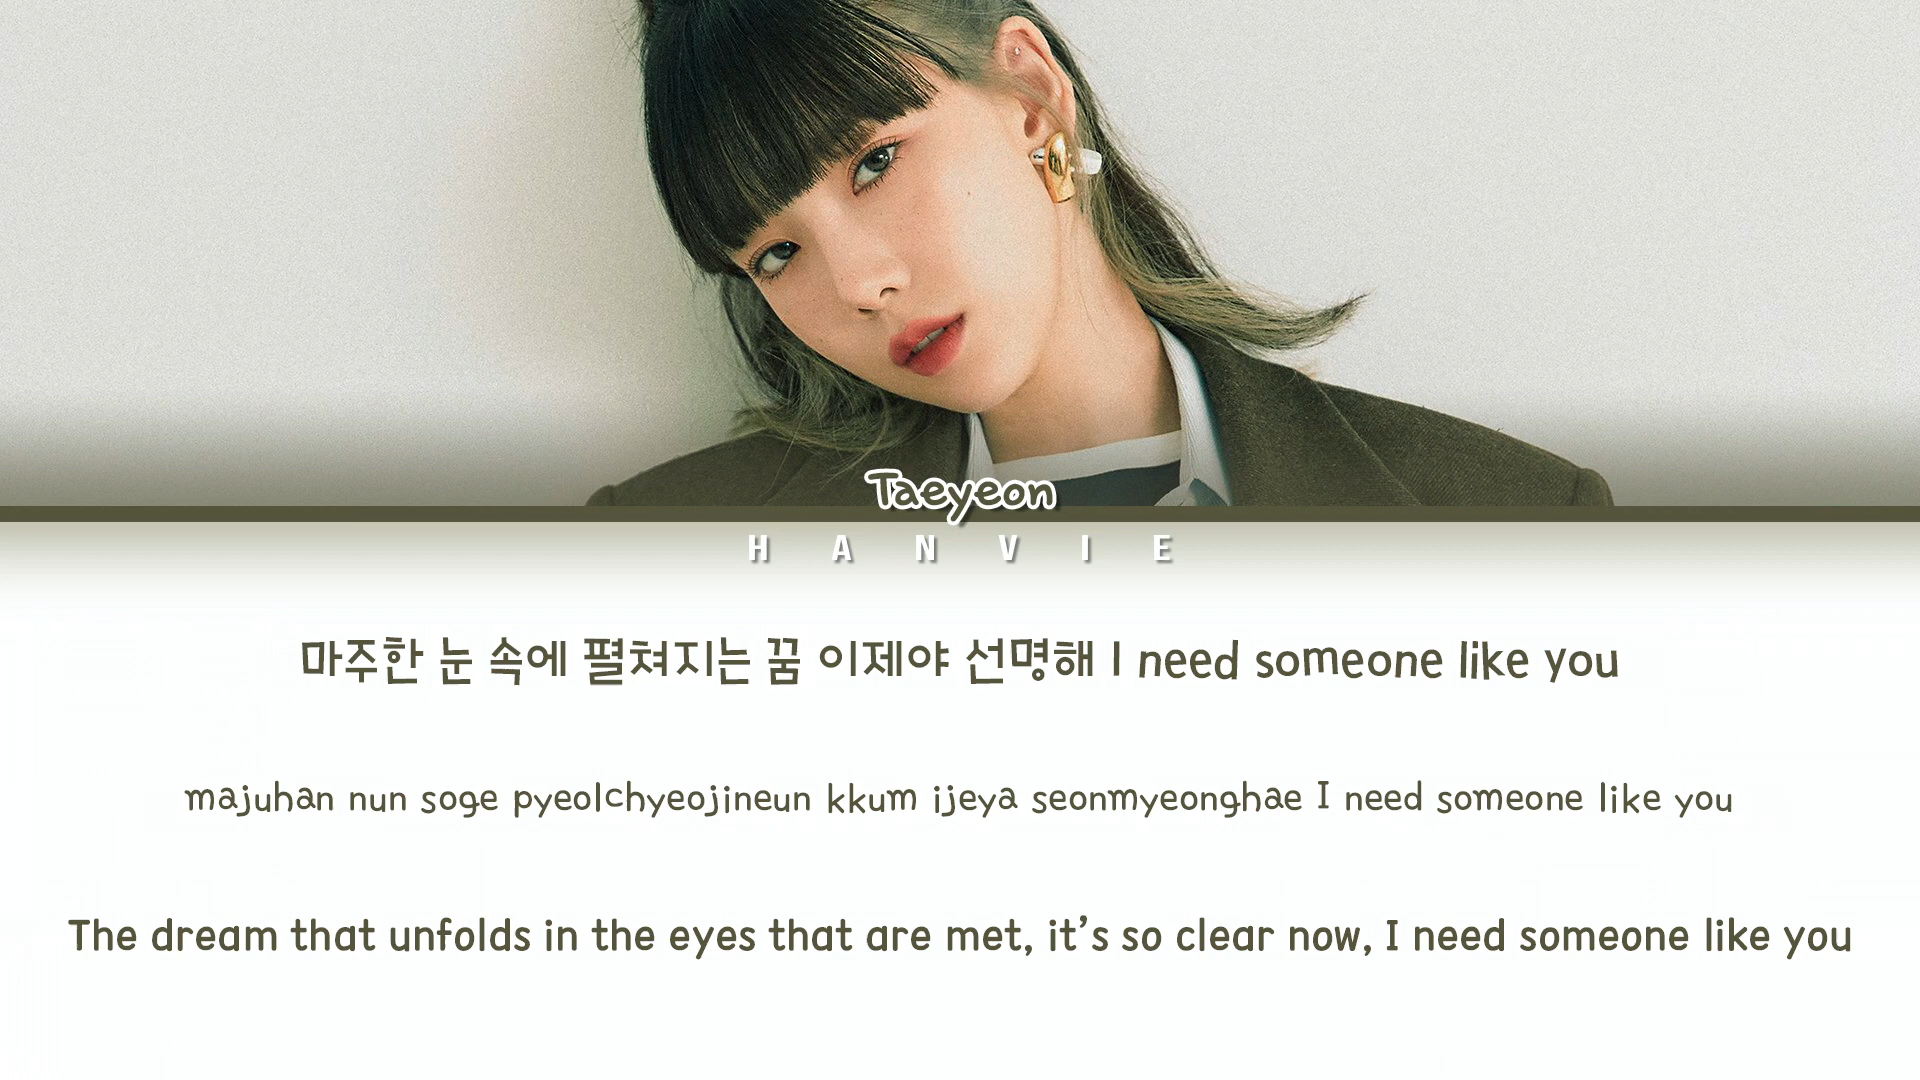 Taeyeon
HANVIE
마주한 눈 속에 펼쳐지는 꿈 이제야 선명해 I need someone like you
majuhan nun soge pyeolchyeojineun kkum ijeya seonmyeonghae I need someone like you
The dream that unfolds in the eyes that are met, it’s so clear now, I need someone like you